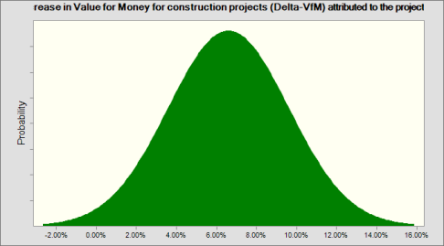 rease in Value for Money for construction projects (Delta-VfM) attributed to the project
Probability
-2.00% 0.00% 2.00% 4.00% 6.00% 8.00% 10.00% 12.00% 14.00% 16.00%